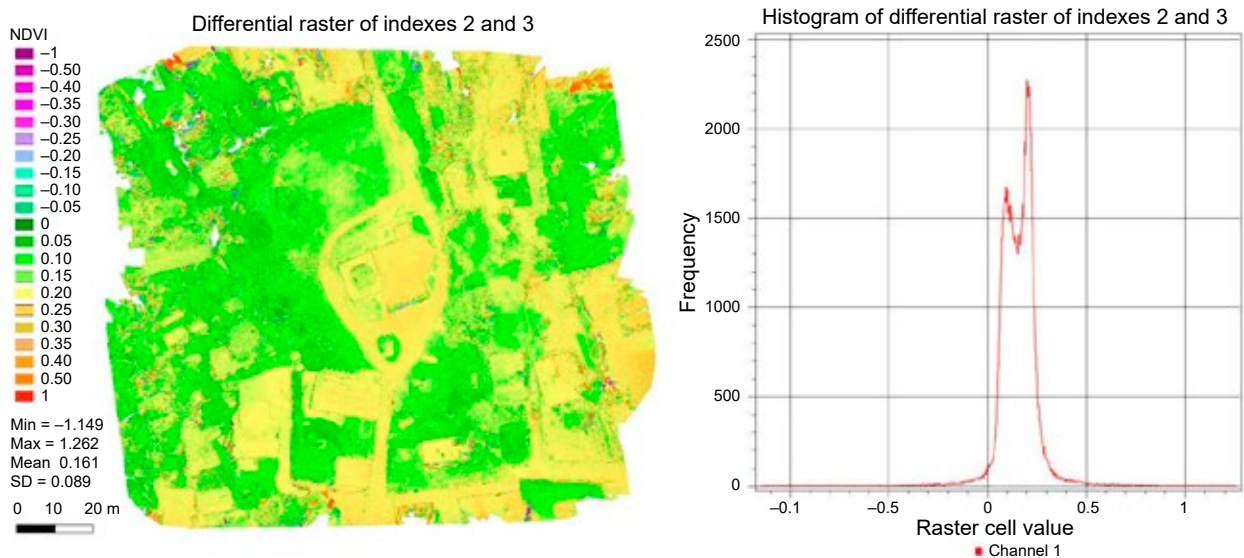 Differential raster of indexes 2 and 3
NDVI
–1
–0.50
–0.40
–0.35
–0.30
–0.25
–0.20
–0.15
–0.10
–0.05
0
0.05
0.10
0.15
0.20
0.25
0.30
0.35
0.40
0.50
1
Min = –1.149
Max = 1.262
Mean 0.161
SD = 0.089
0 10 20 m
Histogram of differential raster of indexes 2 and 3
Frequency
2500
2000
1500
1000
500
0
–0.1 –0.5 0 0.5 1
Raster cell value
Channel 1